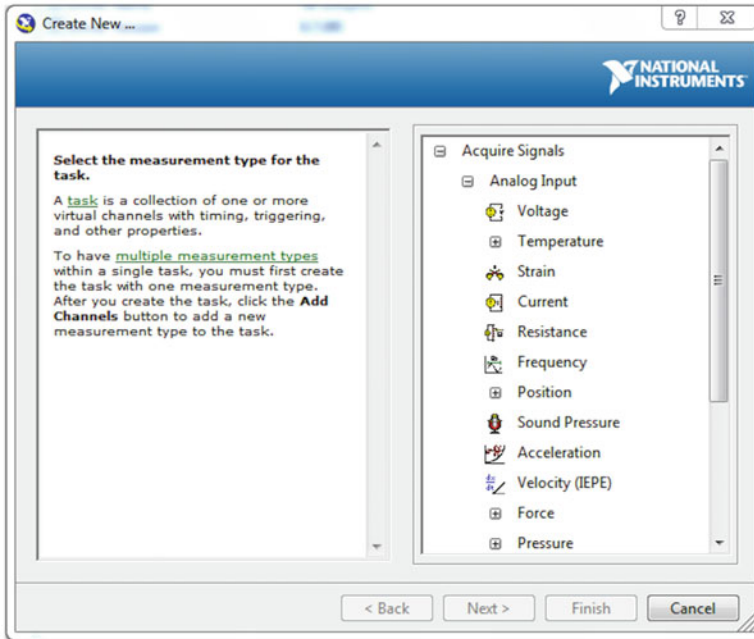 Create New ...
NATIONAL
INSTRUMENTS
Select the measurement type for the
task.
A task is a collection of one or more
virtual channels with timing, triggering,
and other properties.
To have multiple measurement types
within a single task, you must first create
the task with one measurement type.
After you create the task, click the Add
Channels button to add a new
measurement type to the task.
Acquire Signals
Analog Input
Voltage
Temperature
Strain
Current
Resistance
Frequency
Position
Sound Pressure
Acceleration
Velocity (IEPE)
Force
Pressure
< Back
Next >
Finish
Cancel